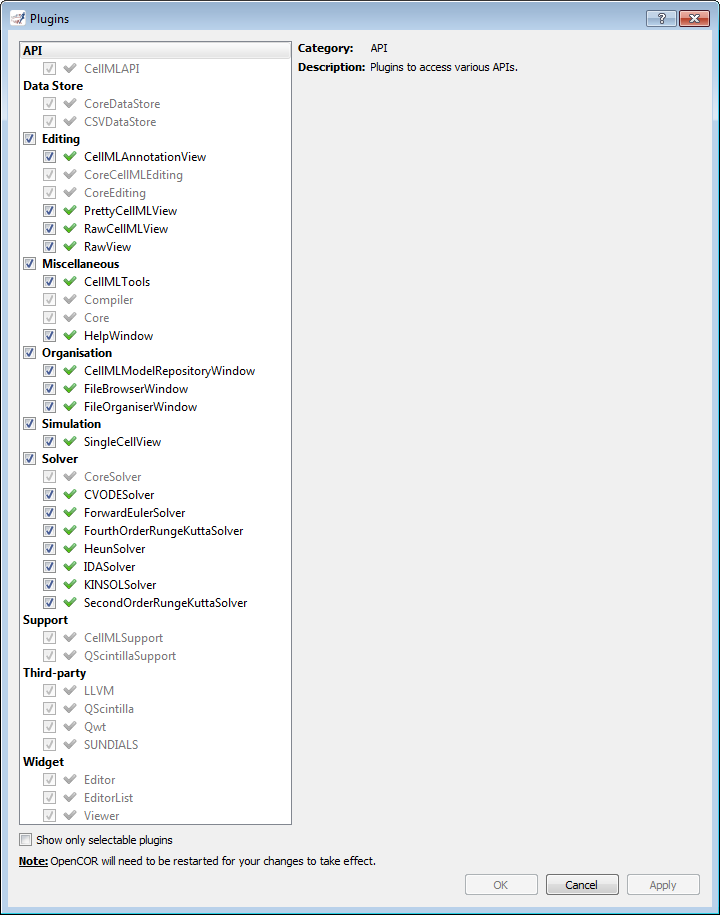 Plugins
API
CellMLAPI
Data Store
CoreDataStore
CSVDataStore
Editing
CellMLAnnotationView
CoreCellMLEditing
CoreEditing
PrettyCellMLView
RawCellMLView
RawView
Miscellaneous
CellMLTools
Compiler
Core
HelpWindow
Organisation
CellMLModelRepositoryWindow
FileBrowserWindow
FileOrganiserWindow
Simulation
SingleCellView
Solver
CoreSolver
CVODESolver
ForwardEulerSolver
FourthOrderRungeKuttaSolver
HeunSolver
IDASolver
KINSOLSolver
SecondOrderRungeKuttaSolver
Support
CellMLSupport
QScintillaSupport
Third-party
LLVM
QScintilla
Qwt
SUNDIALS
Widget
Editor
EditorList
Viewer
Category: API
Description: Plugins to access various APIs.
Show only selectable plugins
Note: OpenCOR will need to be restarted for your changes to take effect.
OK Cancel Apply